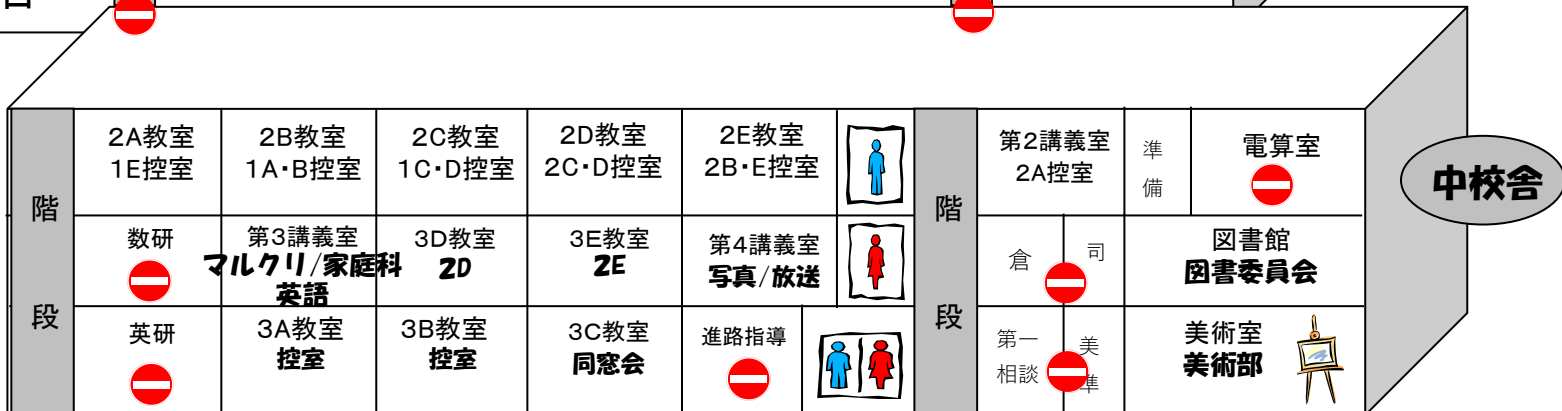 階段
2A教室
1E控室
2B教室
1A・B控室
2C教室
1C・D控室
2D教室
2C・D控室
2E教室
2B・E控室
階段
第2講義室
2A控室
準備
電算室
中校舎
数研
第3講義室
マルクリ/家庭科
英語
3D教室
2D
3E教室
2E
第4講義室
写真/放送
倉
司
図書館
図書委員会
英研
3A教室
控室
3B教室
控室
3C教室
同窓会
進路指導
第一
相談
美準
美術室
美術部